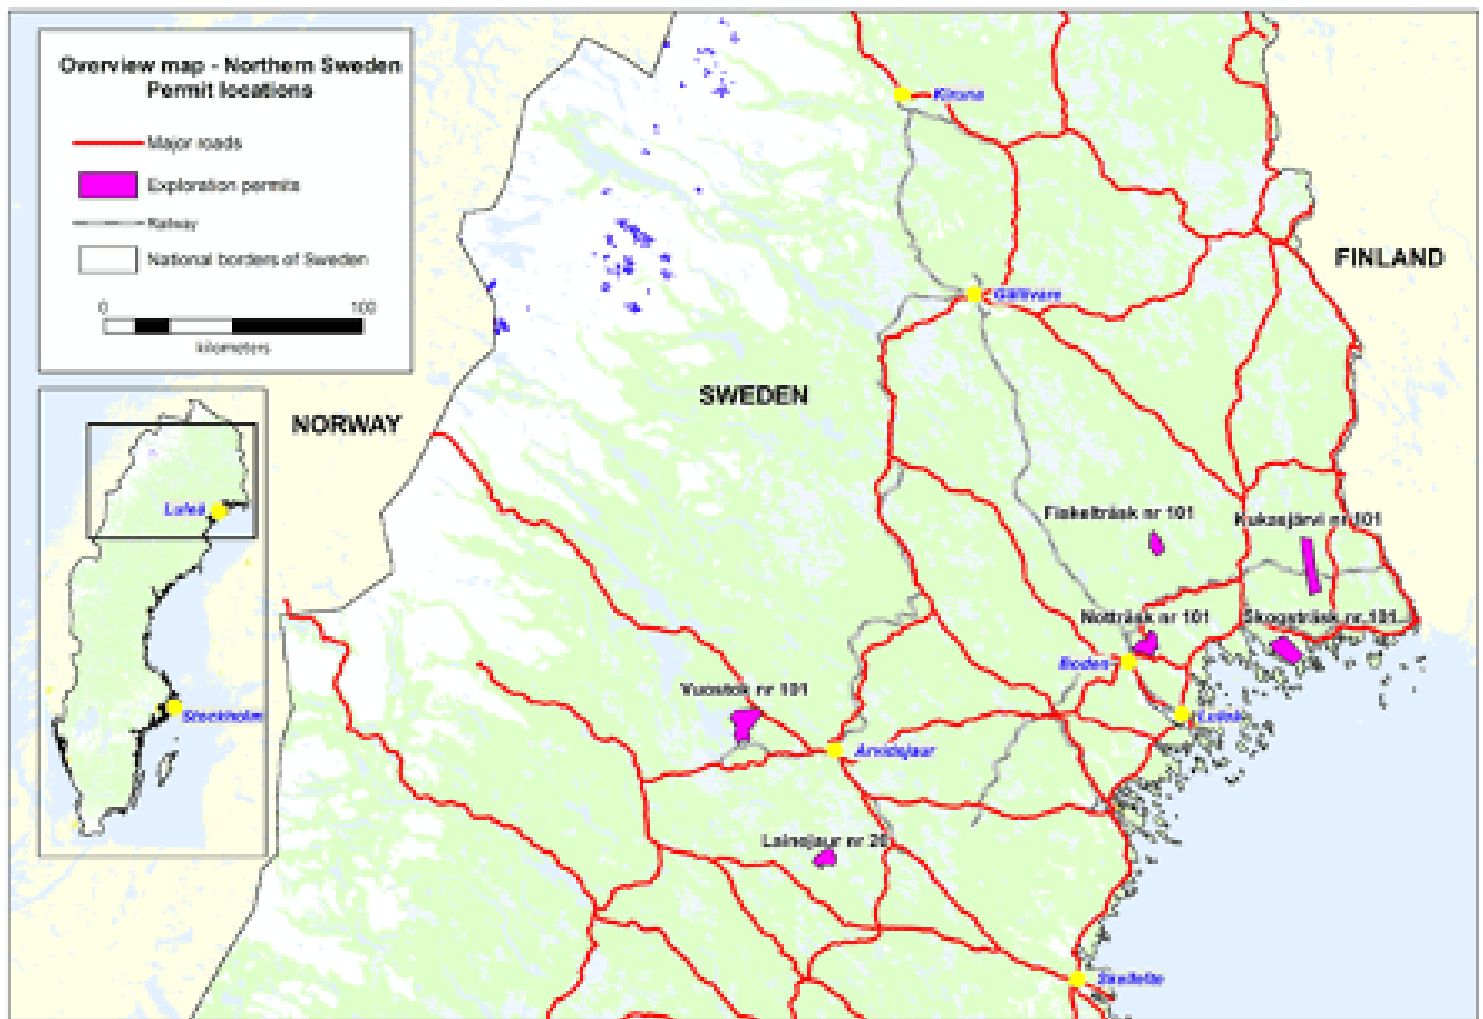 Overview map - Northern Sweden
Permit locations
Major roads
Exploration permits
Railway
National borders of Sweden
0
100
kilometers
Kiruna
FINLAND
Gällivare
SWEDEN
NORWAY
Luleå
Fiskelträsk nr 101
nr 101
Notträsk nr 101
Skogsträsk nr 101
Boden
Vuostok nr 101
Luleå
Stockholm
Arvidsjaur
Lainejaur nr 20
Skellefte